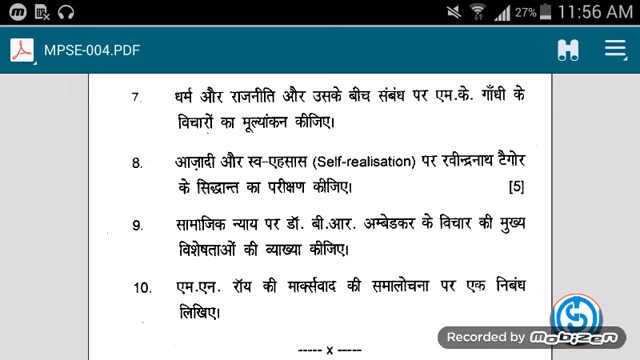 27% 11:56 AM
MPSE-004.PDF
7. धर्म और राजनीति और उसके बीच संबंध पर एम.के. गाँधी के
विचारों का मूल्यांकन कीजिए।
8. आज़ादी और स्व-एहसास (Self-realisation) पर रवीन्द्रनाथ टैगोर
के सिद्धान्त का परीक्षण कीजिए। [5]
9. सामाजिक न्याय पर डॉ. बी.आर. अम्बेडकर के विचार की मुख्य
विशेषताओं की व्याख्या कीजिए।
10. एम.एन. रॉय की मार्क्सवाद की समालोचना पर एक निबंध
लिखिए।
----- x -----
Recorded by Mobizen